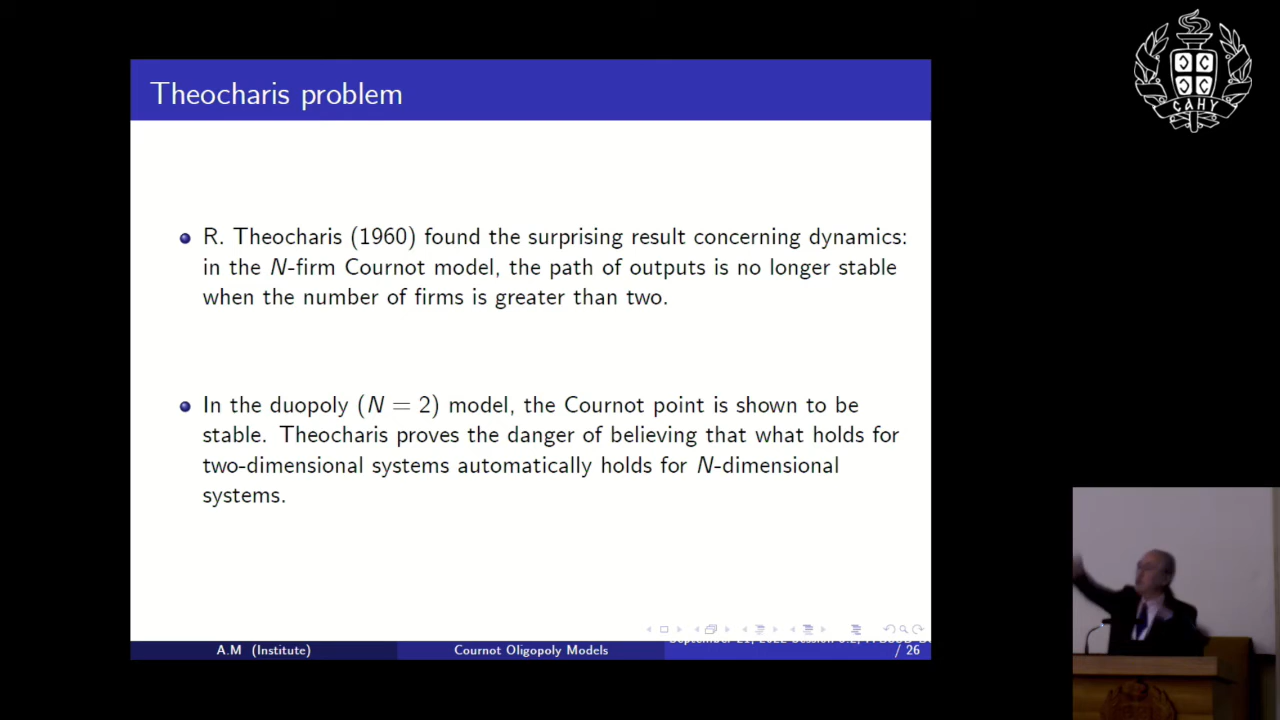 Theocharis problem
R. Theocharis (1960) found the surprising result concerning dynamics:
in the N-firm Cournot model, the path of outputs is no longer stable
when the number of firms is greater than two.
In the duopoly (N = 2) model, the Cournot point is shown to be
stable. Theocharis proves the danger of believing that what holds for
two-dimensional systems automatically holds for N-dimensional
systems.
A.M (Institute)
Cournot Oligopoly Models
/ 26
САНУ